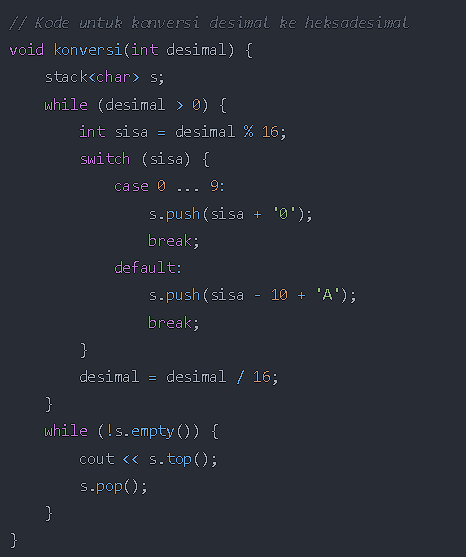 // Kode untuk konversi desimal ke heksadesimal
void konversi(int desimal) {
    stack<char> s;
    while (desimal > 0) {
        int sisa = desimal % 16;
        switch (sisa) {
            case 0 ... 9:
                s.push(sisa + '0');
                break;
            default:
                s.push(sisa - 10 + 'A');
                break;
        }
        desimal = desimal / 16;
    }
    while (!s.empty()) {
        cout << s.top();
        s.pop();
    }
}